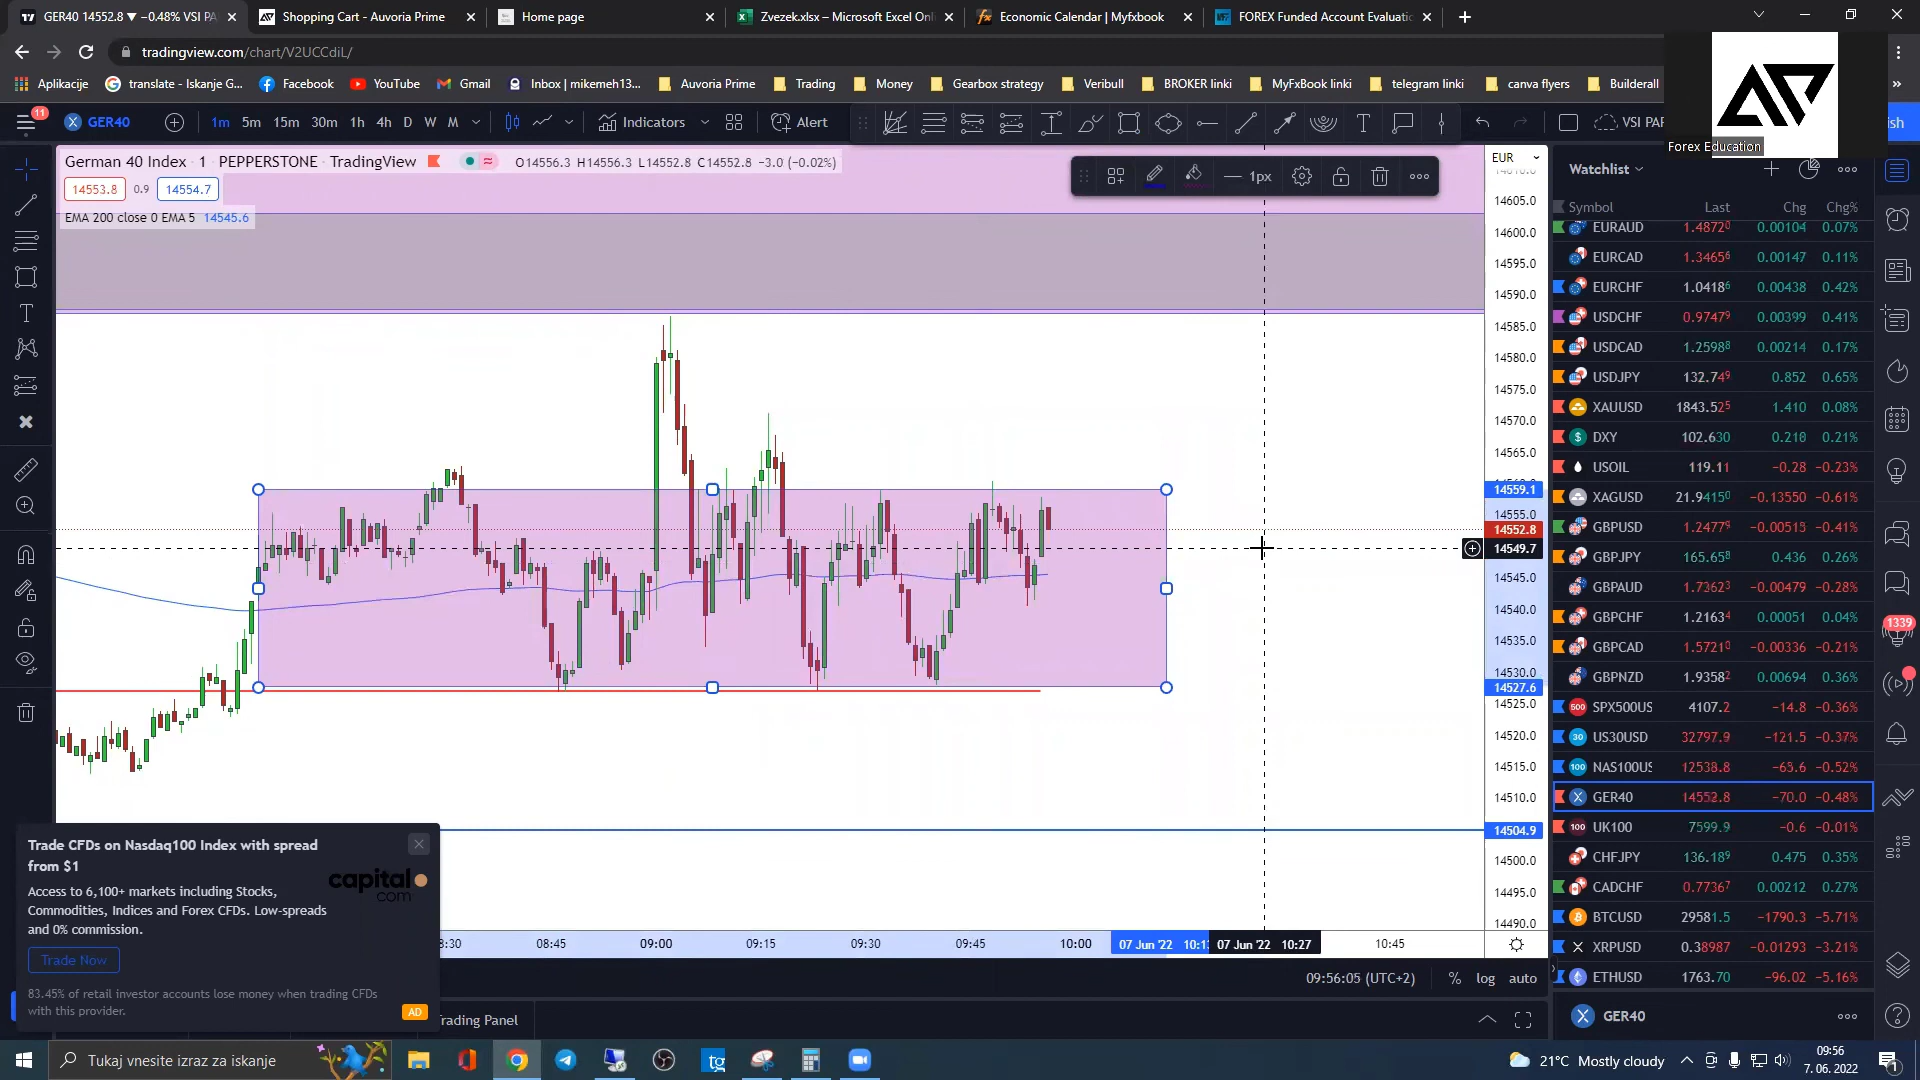 GER40 14552.8 ▼ −0.48% VSI PA
Shopping Cart - Auvoria Prime
Home page
Zvezek.xlsx – Microsoft Excel Onl
Economic Calendar | Myfxbook
FOREX Funded Account Evaluatic
tradingview.com/chart/V2UCCdiL/
Aplikacije
translate - Iskanje G...
Facebook
YouTube
Gmail
Inbox | mikemeh13...
Auvoria Prime
Trading
Money
Gearbox strategy
Veribull
BROKER linki
MyFxBook linki
telegram linki
canva flyers
Builderall
»
11
GER40
1m 5m 15m 30m 1h 4h D W M
Indicators
Alert
VSI PAR
sh
Forex Education
German 40 Index · 1 · PEPPERSTONE · TradingView
O14556.3 H14556.3 L14552.8 C14552.8 −3.0 (−0.02%)
14553.8 0.9 14554.7
EMA 200 close 0 EMA 5 14545.6
1px
EUR
14605.0
14600.0
14595.0
14590.0
14585.0
14580.0
14575.0
14570.0
14565.0
14559.1
14555.0
14552.8
14549.7
14545.0
14540.0
14535.0
14530.0
14527.6
14525.0
14520.0
14515.0
14510.0
14504.9
14500.0
14495.0
14490.0
Watchlist
Symbol Last Chg Chg%
EURAUD 1.48720 0.00104 0.07%
EURCAD 1.34656 0.00147 0.11%
EURCHF 1.04186 0.00438 0.42%
USDCHF 0.97479 0.00399 0.41%
USDCAD 1.25988 0.00214 0.17%
USDJPY 132.749 0.852 0.65%
XAUUSD 1843.525 1.410 0.08%
DXY 102.630 0.210 0.21%
USOIL 119.11 −0.28 −0.23%
XAGUSD 21.94150 −0.13550 −0.61%
GBPUSD 1.24779 −0.00515 −0.41%
GBPJPY 165.658 0.436 0.26%
GBPAUD 1.73623 −0.00479 −0.28%
GBPCHF 1.21634 0.00051 0.04%
GBPCAD 1.57210 −0.00336 −0.21%
GBPNZD 1.93582 0.00694 0.36%
500 SPX500US 4107.2 −14.8 −0.36%
30 US30USD 32797.9 −121.5 −0.37%
100 NAS100US 12538.8 −65.6 −0.52%
GER40 14552.8 −70.0 −0.48%
100 UK100 7599.9 −0.6 −0.01%
CHFJPY 136.189 0.475 0.35%
CADCHF 0.77367 0.00212 0.27%
BTCUSD 29581.5 −1790.3 −5.71%
XRPUSD 0.38987 −0.01293 −3.21%
ETHUSD 1763.70 −96.02 −5.16%
1339
GER40
Trade CFDs on Nasdaq100 Index with spread
from $1
Access to 6,100+ markets including Stocks,
Commodities, Indices and Forex CFDs. Low-spreads
and 0% commission.
capital
com
Trade Now
83.45% of retail investor accounts lose money when trading CFDs
with this provider.
AD
8:30 08:45 09:00 09:15 09:30 09:45 10:00 07 Jun '22 10:13 07 Jun '22 10:27 10:45
09:56:05 (UTC+2) % log auto
Trading Panel
Tukaj vnesite izraz za iskanje
tg
21°C Mostly cloudy
09:56
7. 06. 2022
1